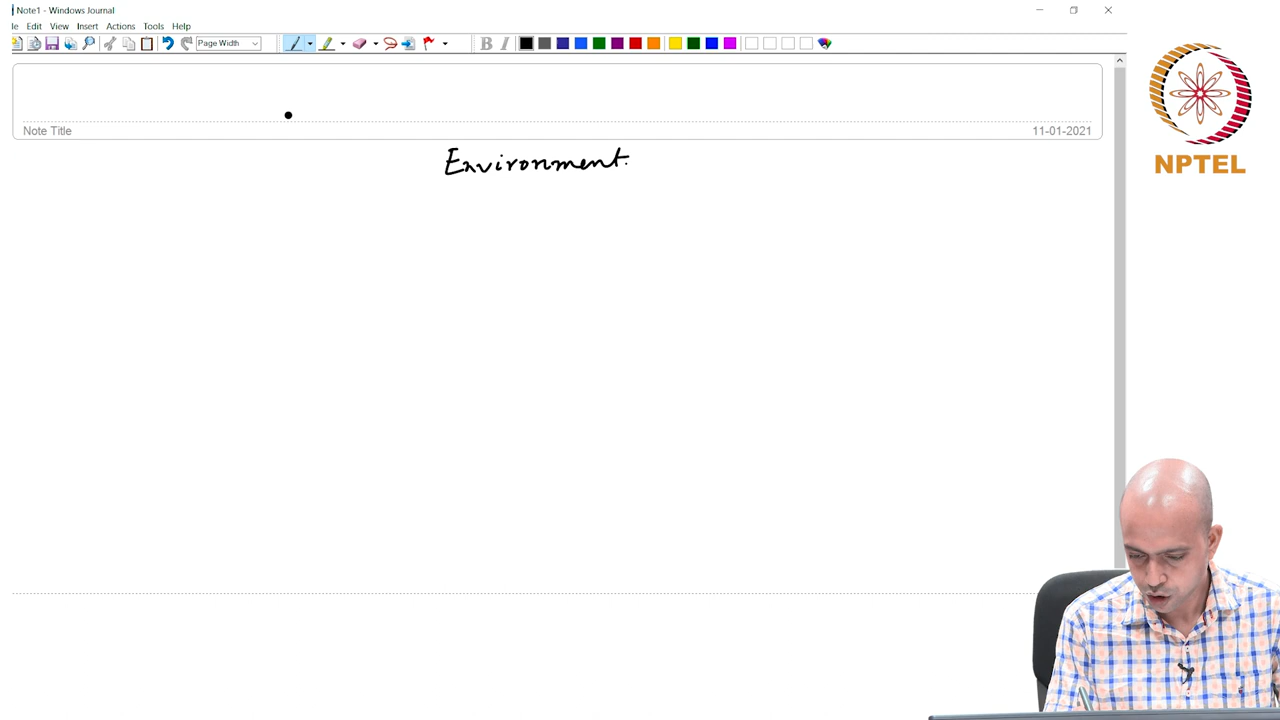 Note1 - Windows Journal
le Edit View Insert Actions Tools Help
Page Width
B I
Note Title
11-01-2021
Environment.
NPTEL